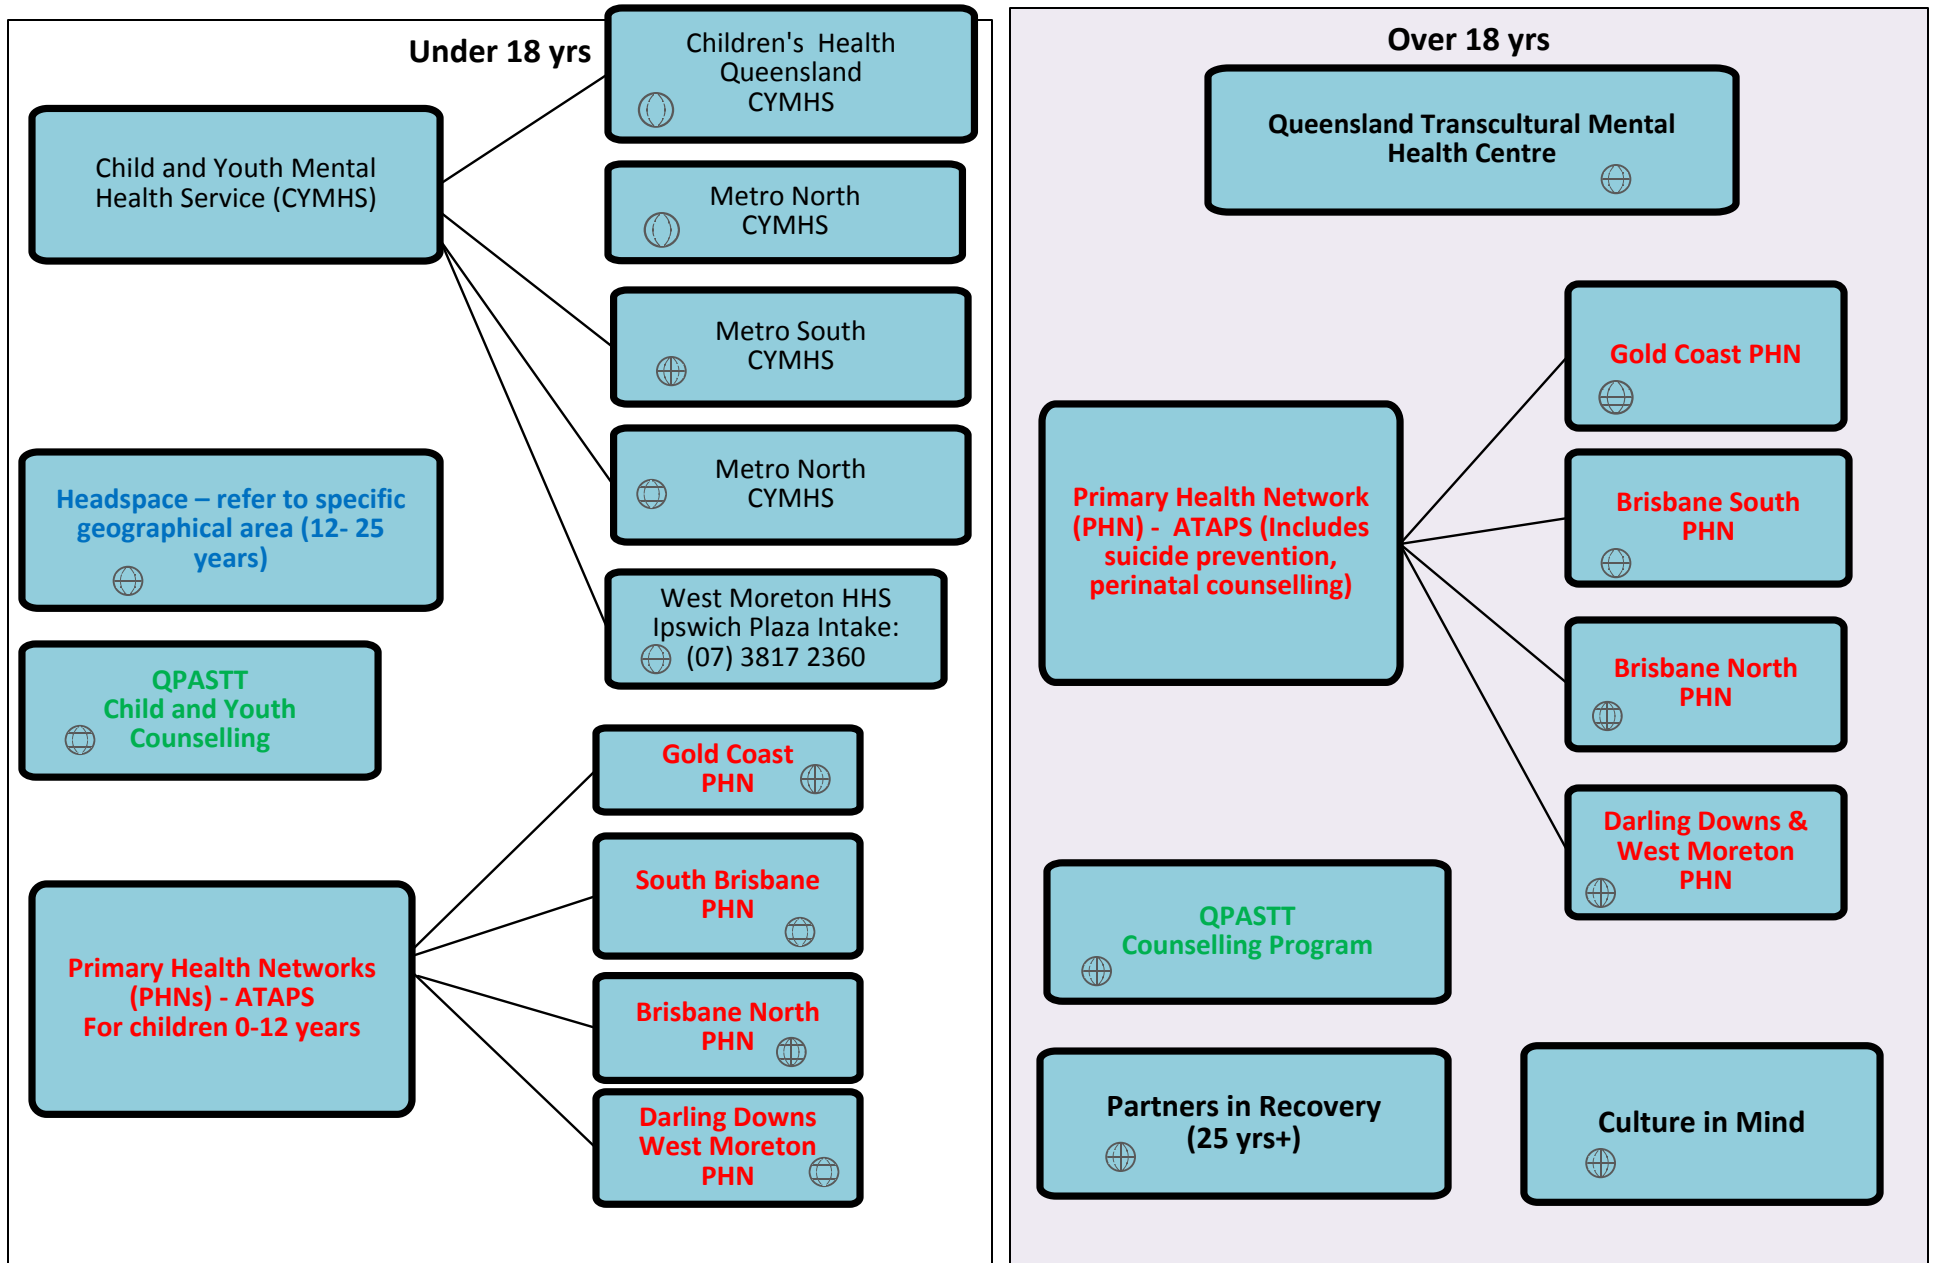 Under 18 yrs
Children's Health
Queensland
CYMHS
Child and Youth Mental
Health Service (CYMHS)
Metro North
CYMHS
Metro South
CYMHS
Metro North
CYMHS
West Moreton HHS
Ipswich Plaza Intake:
(07) 3817 2360
Headspace – refer to specific
geographical area (12- 25
years)
QPASTT
Child and Youth
Counselling
Primary Health Networks
(PHNs) - ATAPS
For children 0-12 years
Gold Coast
PHN
South Brisbane
PHN
Brisbane North
PHN
Darling Downs
West Moreton
PHN
Over 18 yrs
Queensland Transcultural Mental
Health Centre
Primary Health Network
(PHN) - ATAPS (Includes
suicide prevention,
perinatal counselling)
Gold Coast PHN
Brisbane South
PHN
Brisbane North
PHN
Darling Downs &
West Moreton
PHN
QPASTT
Counselling Program
Partners in Recovery
(25 yrs+)
Culture in Mind